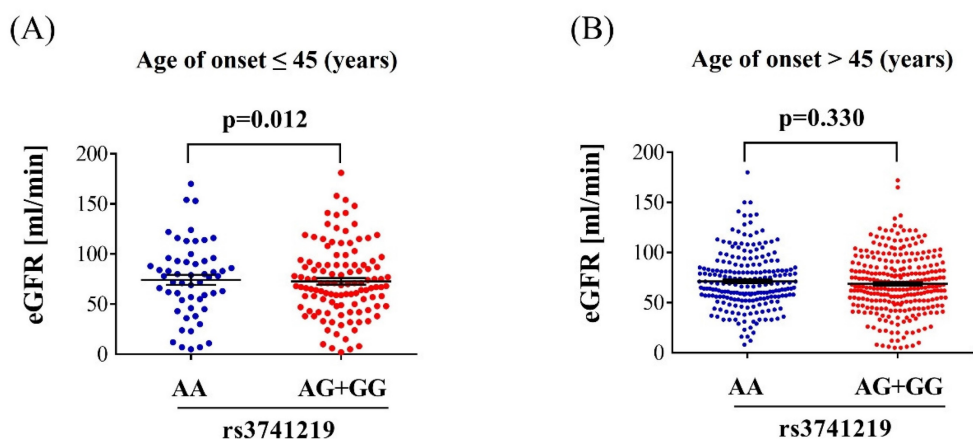 (A)
Age of onset ≤ 45 (years)
p=0.012
eGFR [ml/min]
200
150
100
50
0
AA AG+GG
rs3741219
(B)
Age of onset > 45 (years)
p=0.330
eGFR [ml/min]
200
150
100
50
0
AA AG+GG
rs3741219